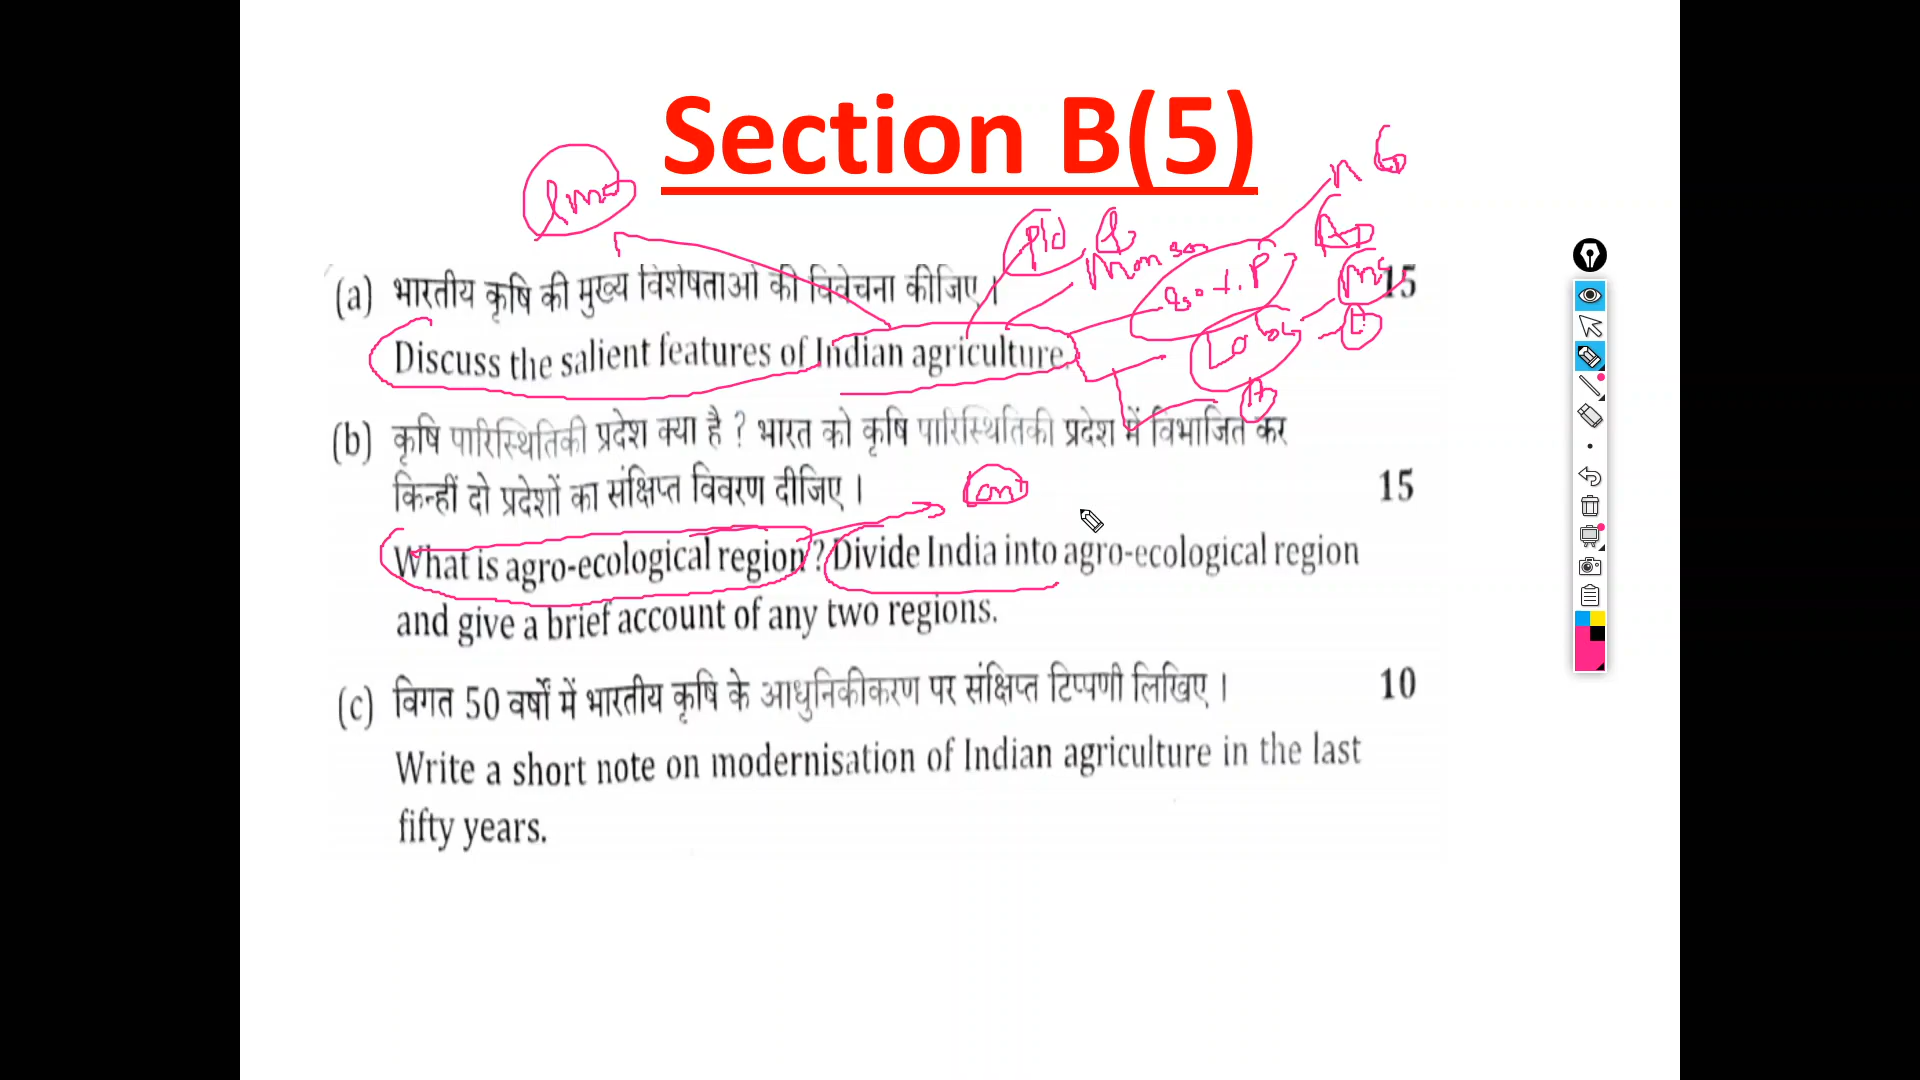 Section B(5)
(a) भारतीय कृषि की मुख्य विशेषताओं की विवेचना कीजिए । 15
Discuss the salient features of Indian agriculture.
(b) कृषि पारिस्थितिकी प्रदेश क्या है ? भारत को कृषि पारिस्थितिकी प्रदेश में विभाजित कर
किन्हीं दो प्रदेशों का संक्षिप्त विवरण दीजिए । 15
What is agro-ecological region ? Divide India into agro-ecological region
and give a brief account of any two regions.
(c) विगत 50 वर्षों में भारतीय कृषि के आधुनिकीकरण पर संक्षिप्त टिप्पणी लिखिए । 10
Write a short note on modernisation of Indian agriculture in the last
fifty years.